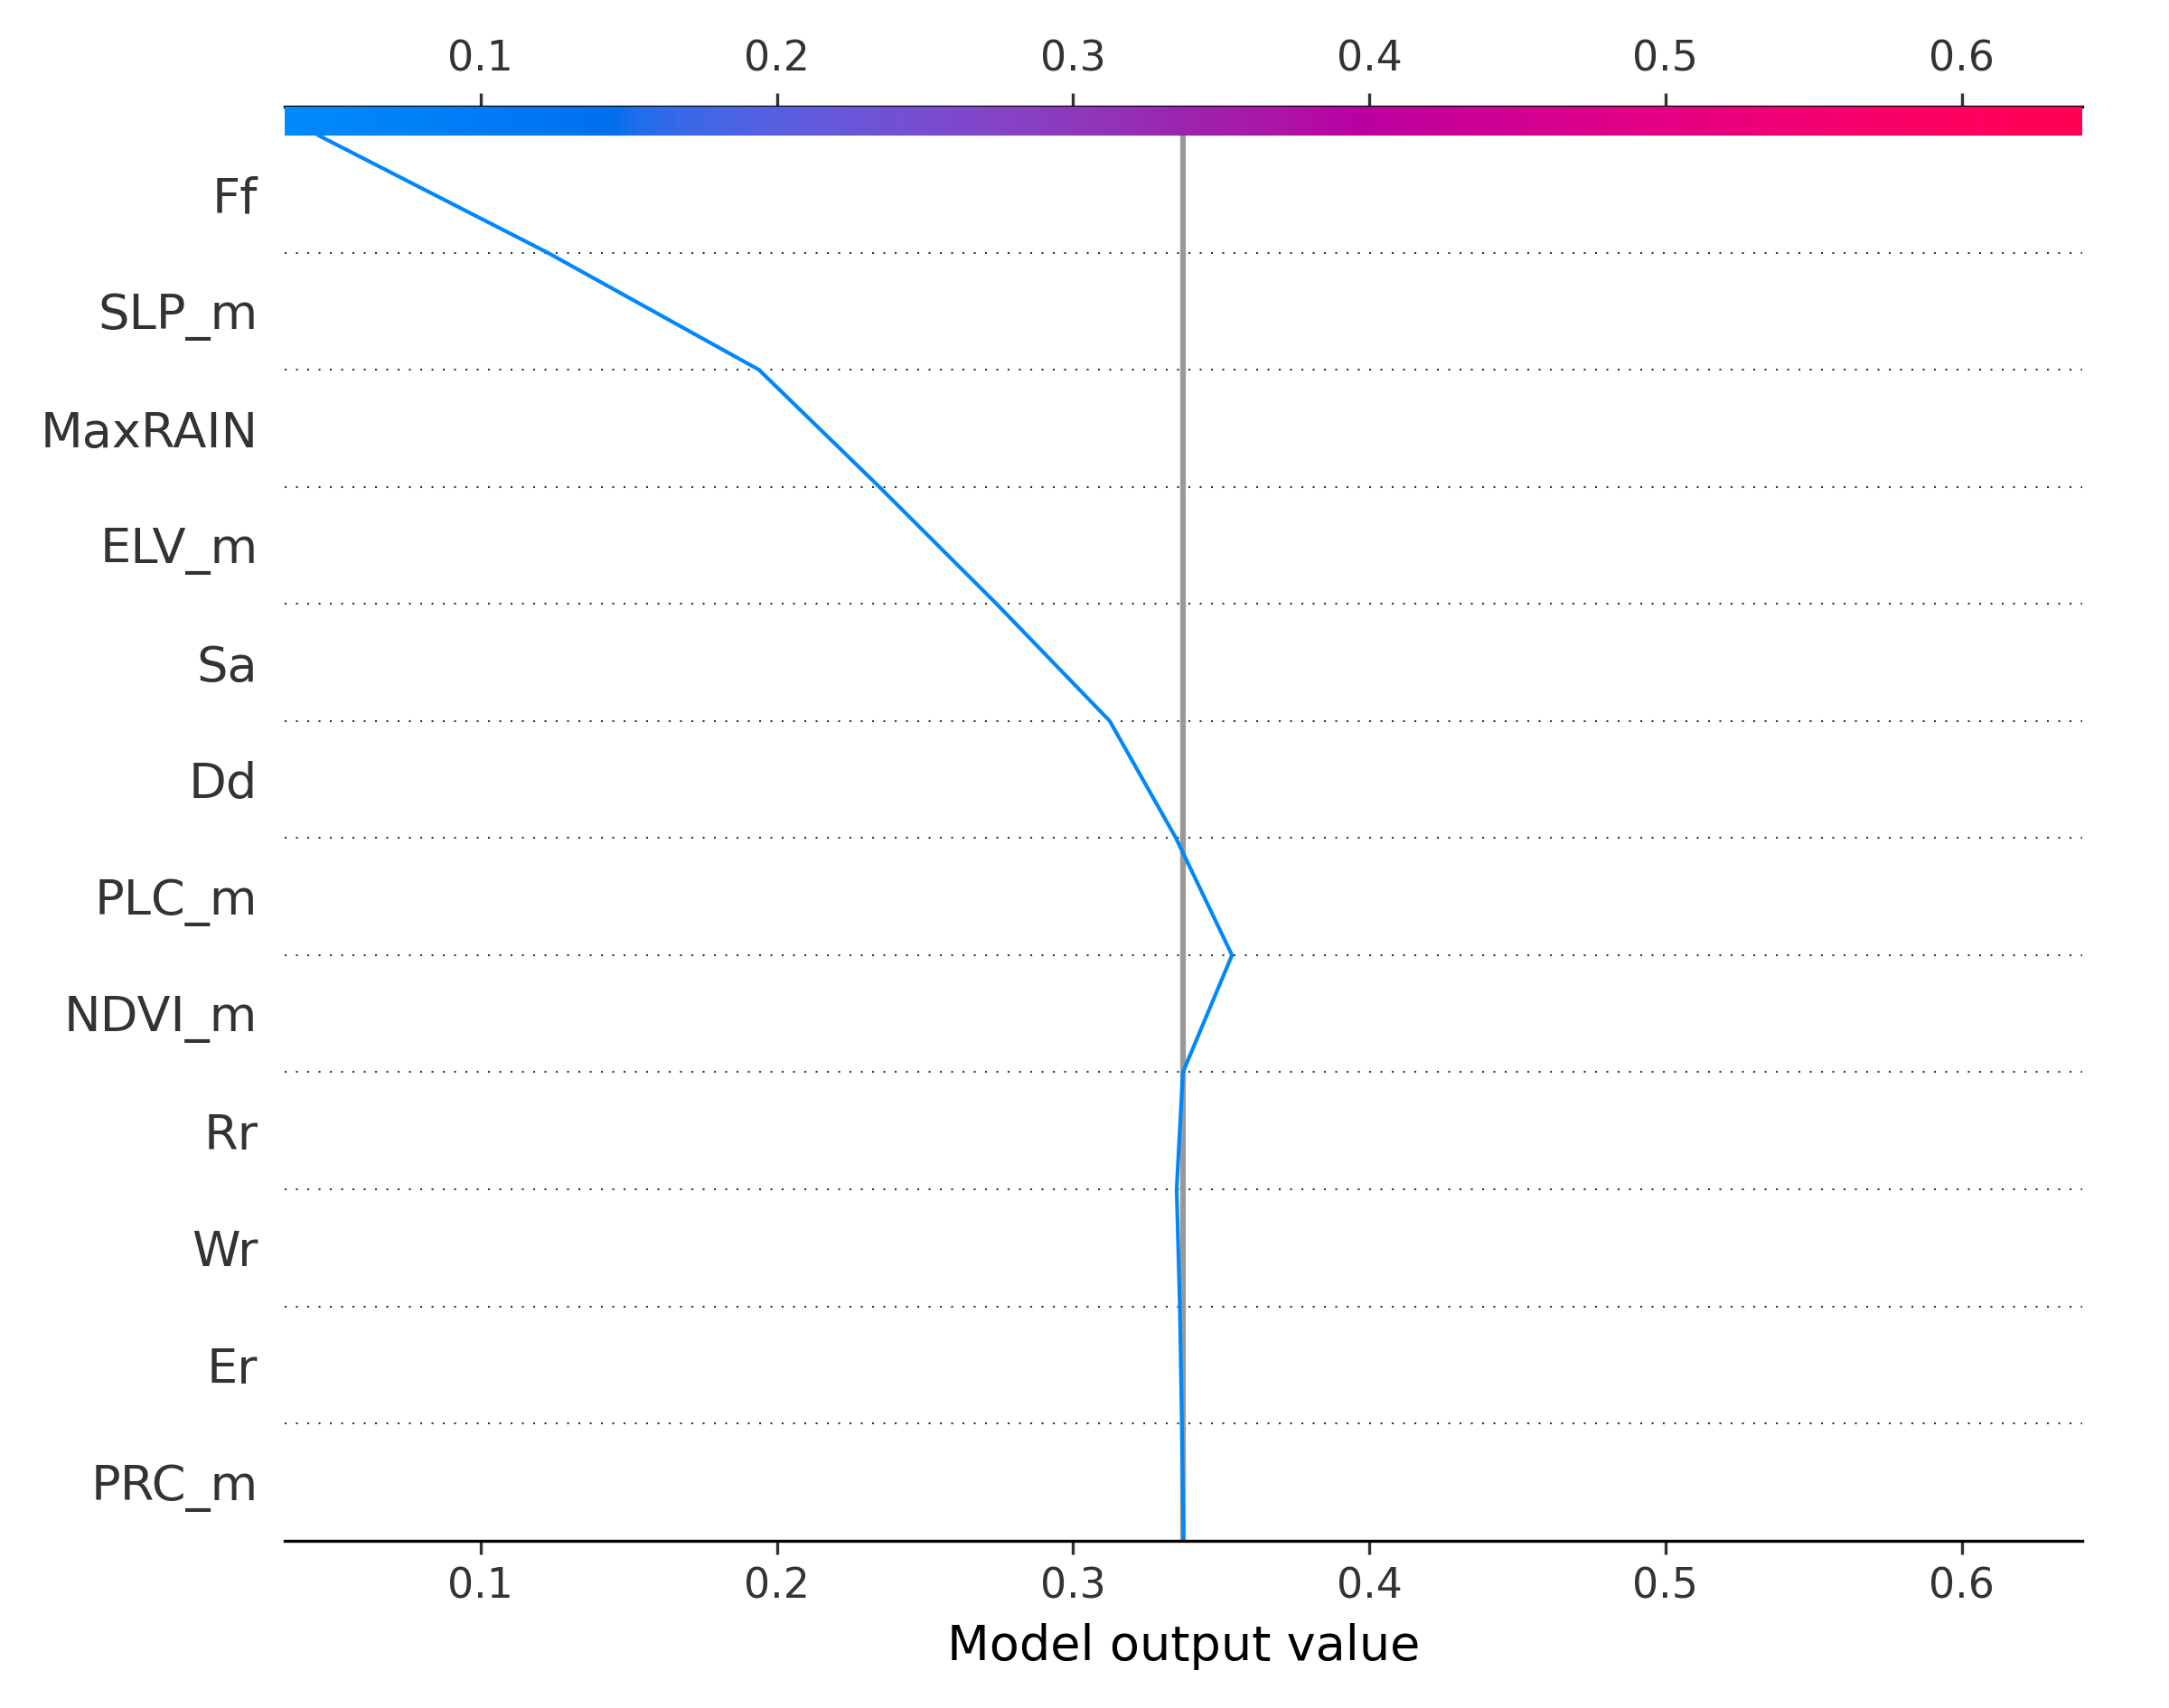 0.1 0.2 0.3 0.4 0.5 0.6
Ff
SLP_m
MaxRAIN
ELV_m
Sa
Dd
PLC_m
NDVI_m
Rr
Wr
Er
PRC_m
0.1 0.2 0.3 0.4 0.5 0.6
Model output value